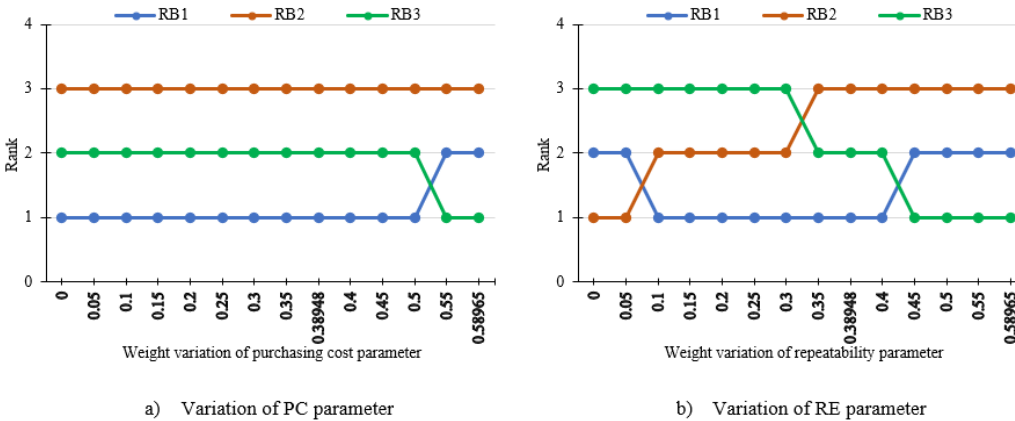 RB1 RB2 RB3
4
3
2
1
0
Rank
0 0.05 0.1 0.15 0.2 0.25 0.3 0.35 0.38948 0.4 0.45 0.5 0.55 0.58965
Weight variation of purchasing cost parameter
a) Variation of PC parameter
RB1 RB2 RB3
4
3
2
1
0
Rank
0 0.05 0.1 0.15 0.2 0.25 0.3 0.35 0.38948 0.4 0.45 0.5 0.55 0.58965
Weight variation of repeatability parameter
b) Variation of RE parameter